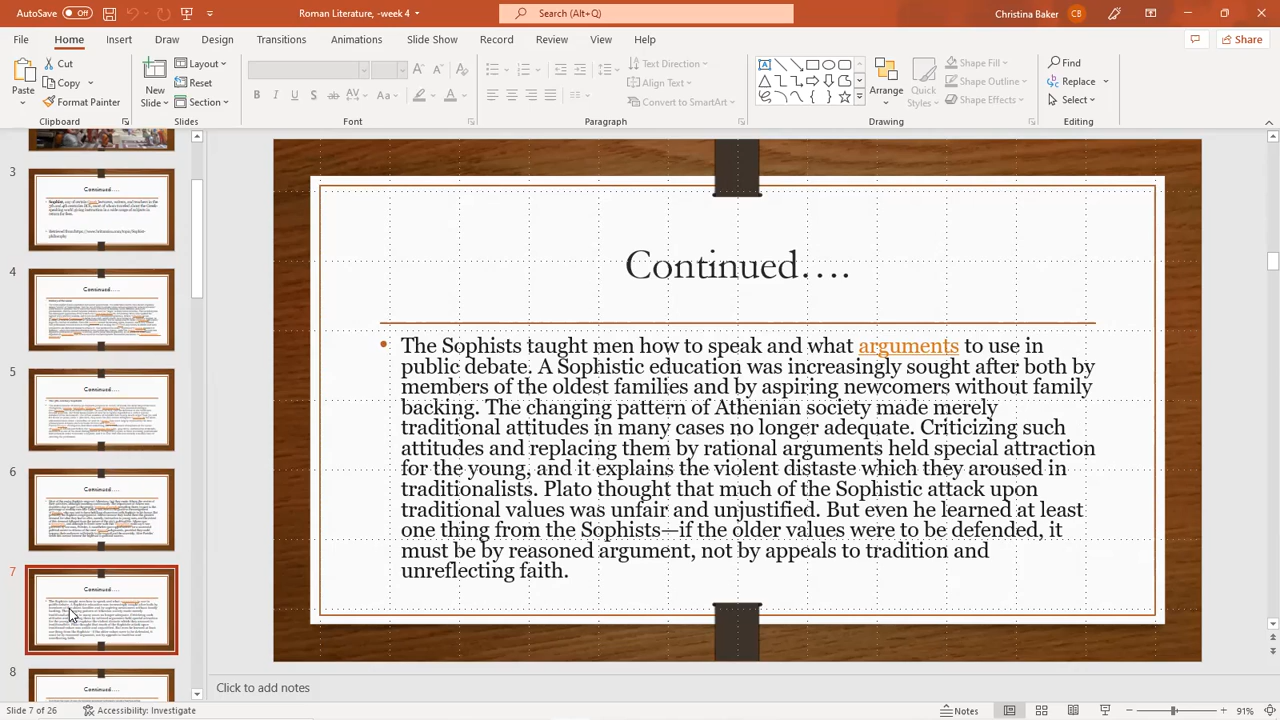 AutoSave Off
Roman Literature, -week 4
Search (Alt+Q)
Christina Baker CB
File Home Insert Draw Design Transitions Animations Slide Show Record Review View Help
Share
Cut
Copy
Format Painter
Paste
Clipboard
New
Slide
Layout
Reset
Section
Slides
Font
Text Direction
Align Text
Convert to SmartArt
Paragraph
Arrange
Quick
Styles
Shape Fill
Shape Outline
Shape Effects
Drawing
Find
Replace
Select
Editing
3
Continued....
4
Continued....
5
6
Continued....
7
Continued....
8
Continued....
Continued....
• The Sophists taught men how to speak and what arguments to use in
public debate. A Sophistic education was increasingly sought after both by
members of the oldest families and by aspiring newcomers without family
backing. The changing pattern of Athenian society made merely
traditional attitudes in many cases no longer adequate. Criticizing such
attitudes and replacing them by rational arguments held special attraction
for the young, and it explains the violent distaste which they aroused in
traditionalists. Plato thought that much of the Sophistic attack upon
traditional values was unfair and unjustified. But even he learned at least
one thing from the Sophists—if the older values were to be defended, it
must be by reasoned argument, not by appeals to tradition and
unreflecting faith.
Click to add notes
Slide 7 of 26
Accessibility: Investigate
Notes
91%